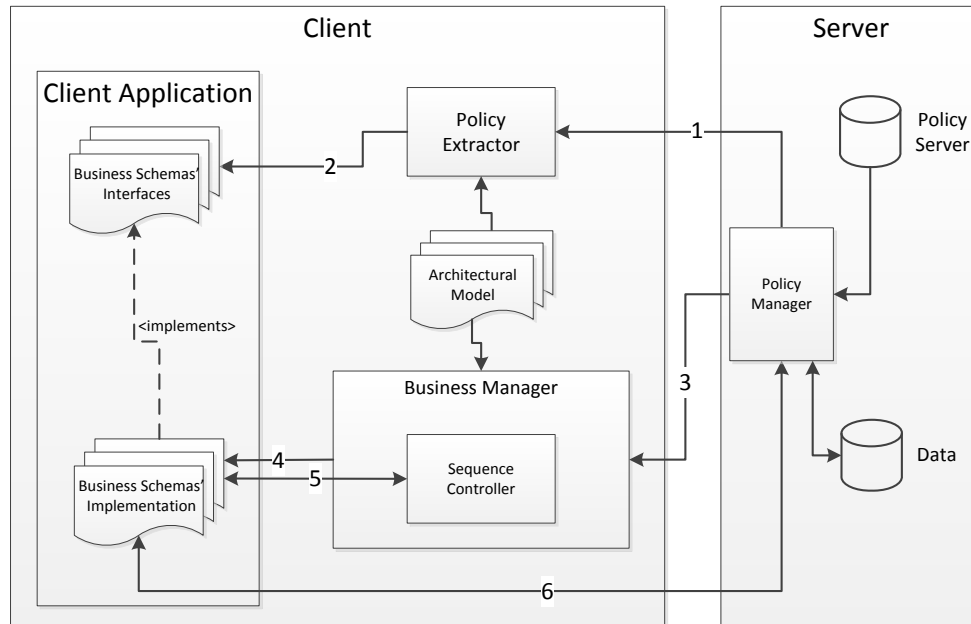 Client
Server
Client Application
Policy
Extractor
1
Policy
Server
2
Business Schemas'
Interfaces
Architectural
Model
Policy
Manager
<implements>
3
Business Manager
4
5
Sequence
Controller
Data
Business Schemas'
Implementation
6